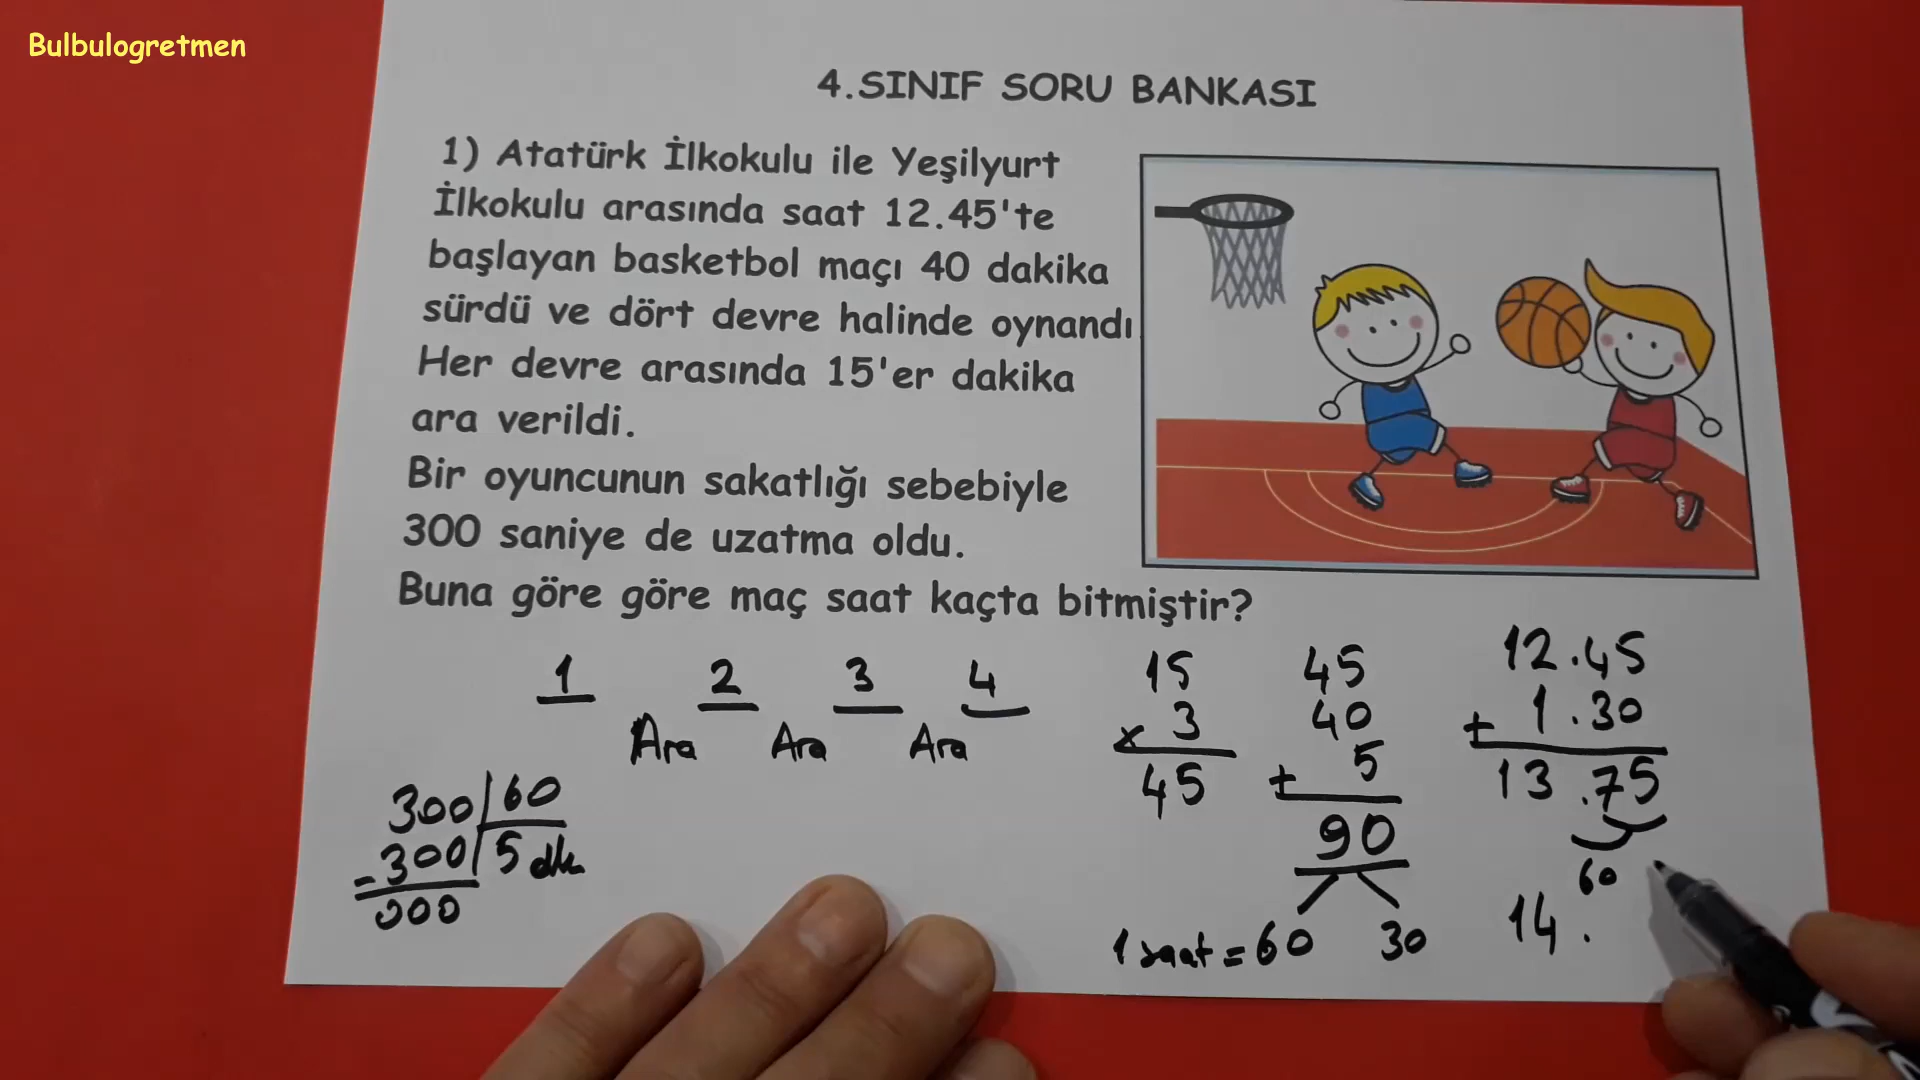 Bulbulogretmen
4.SINIF SORU BANKASI
1) Atatürk İlkokulu ile Yeşilyurt
İlkokulu arasında saat 12.45'te
başlayan basketbol maçı 40 dakika
sürdü ve dört devre halinde oynandı
Her devre arasında 15'er dakika
ara verildi.
Bir oyuncunun sakatlığı sebebiyle
300 saniye de uzatma oldu.
Buna göre göre maç saat kaçta bitmiştir?
1 2 3 4
Ara Ara Ara
300 60
- 300 5 dk
000
15
x 3
45
45
40
+ 5
90
1 saat = 60 30
12.45
+ 1.30
13.75
60
14.